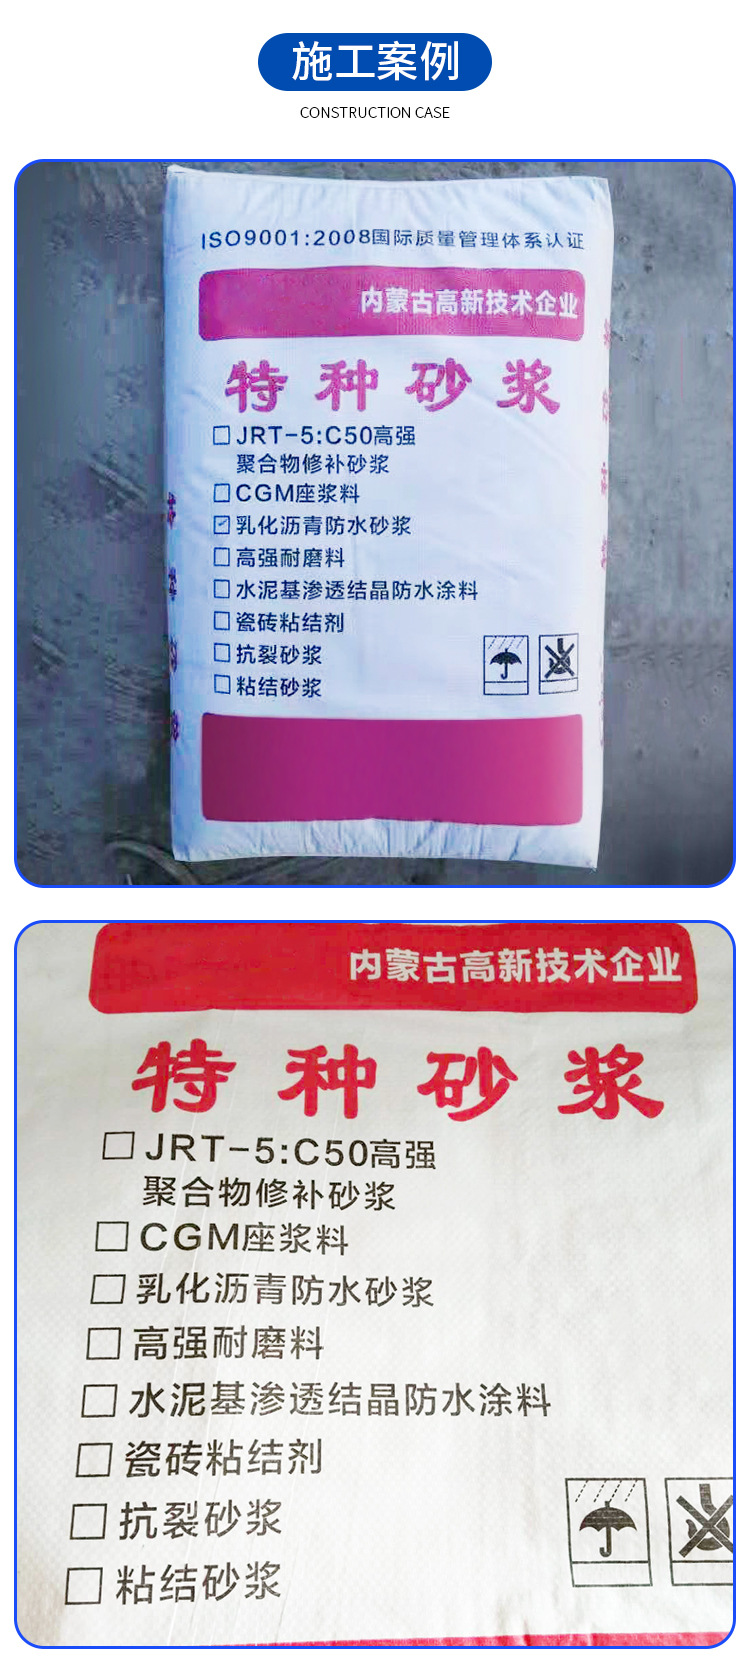 施工案例
CONSTRUCTION CASE
ISO9001:2008国际质量管理体系认证
内蒙古高新技术企业
特种砂浆
JRT-5:C50高强
聚合物修补砂浆
CGM座浆料
乳化沥青防水砂浆
高强耐磨料
水泥基渗透结晶防水涂料
瓷砖粘结剂
抗裂砂浆
粘结砂浆
内蒙古高新技术企业
特种砂浆
JRT-5:C50高强
聚合物修补砂浆
CGM座浆料
乳化沥青防水砂浆
高强耐磨料
水泥基渗透结晶防水涂料
瓷砖粘结剂
抗裂砂浆
粘结砂浆